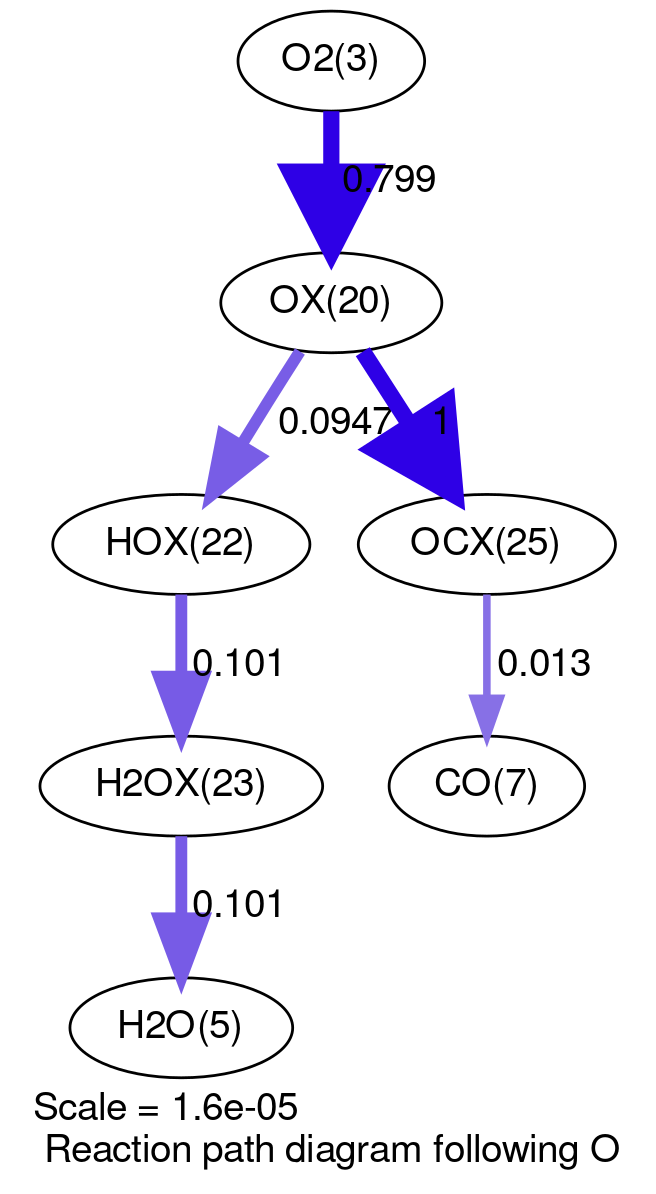 O2(3)
0.799
OX(20)
0.0947
1
HOX(22)
OCX(25)
0.101
0.013
H2OX(23)
CO(7)
0.101
H2O(5)
Scale = 1.6e-05
Reaction path diagram following O